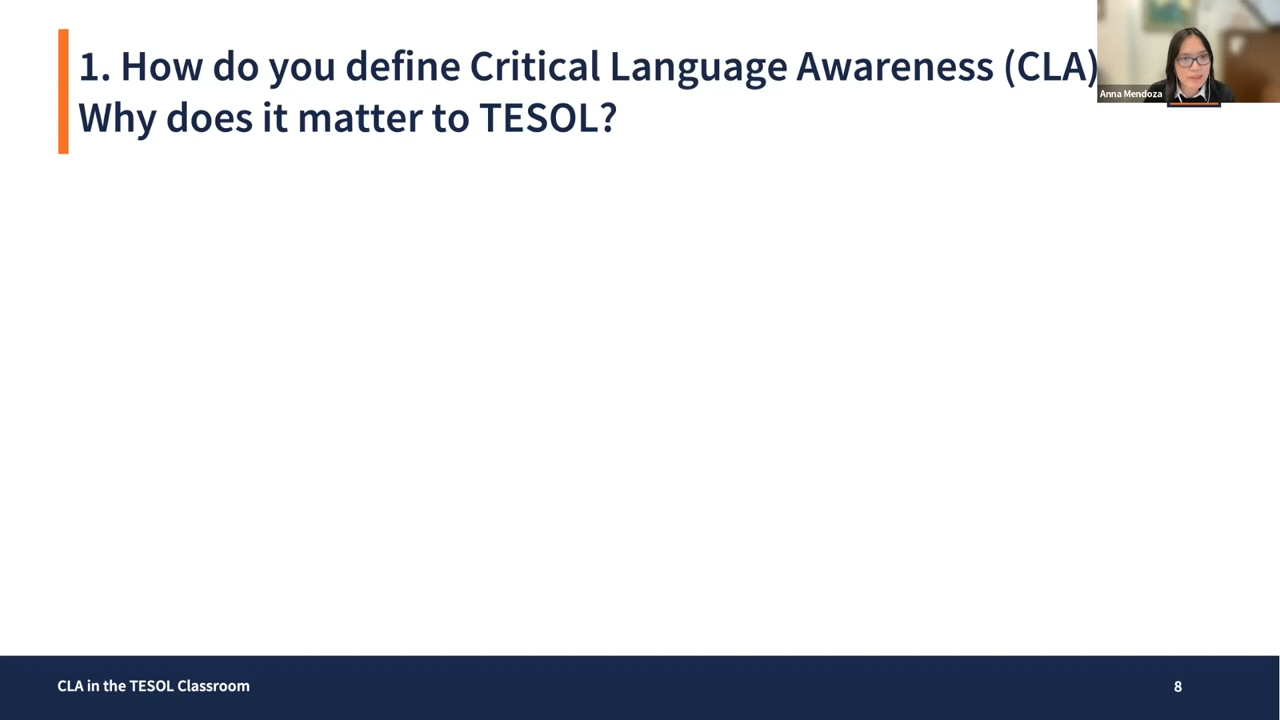 1. How do you define Critical Language Awareness (CLA)
Why does it matter to TESOL?
Anna Mendoza
CLA in the TESOL Classroom
8